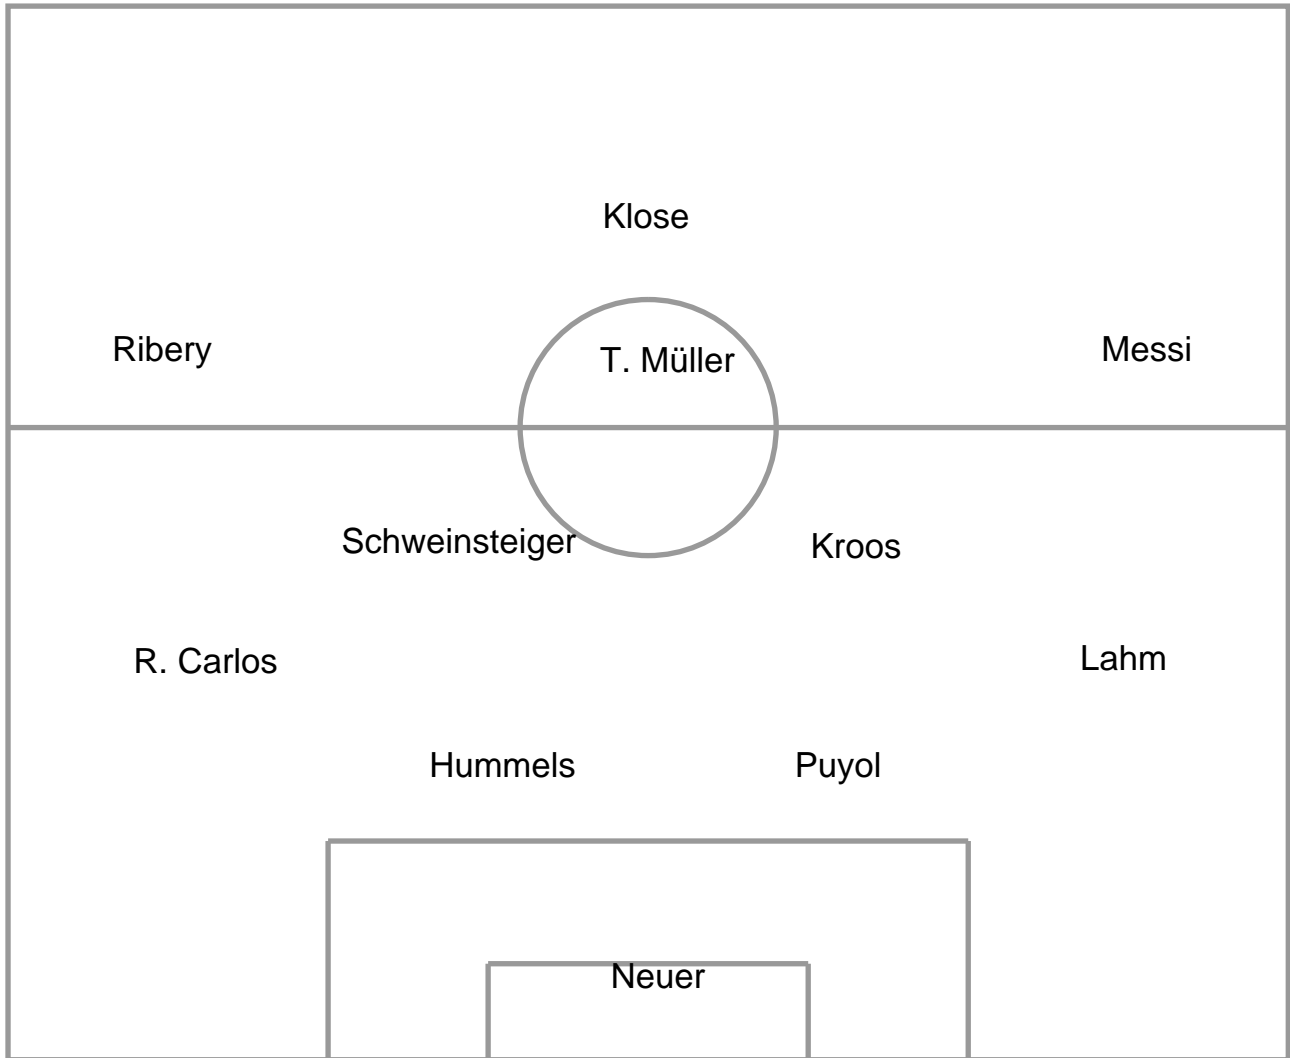 Klose
Ribery
T. Müller
Messi
Schweinsteiger
Kroos
R. Carlos
Lahm
Hummels
Puyol
Neuer